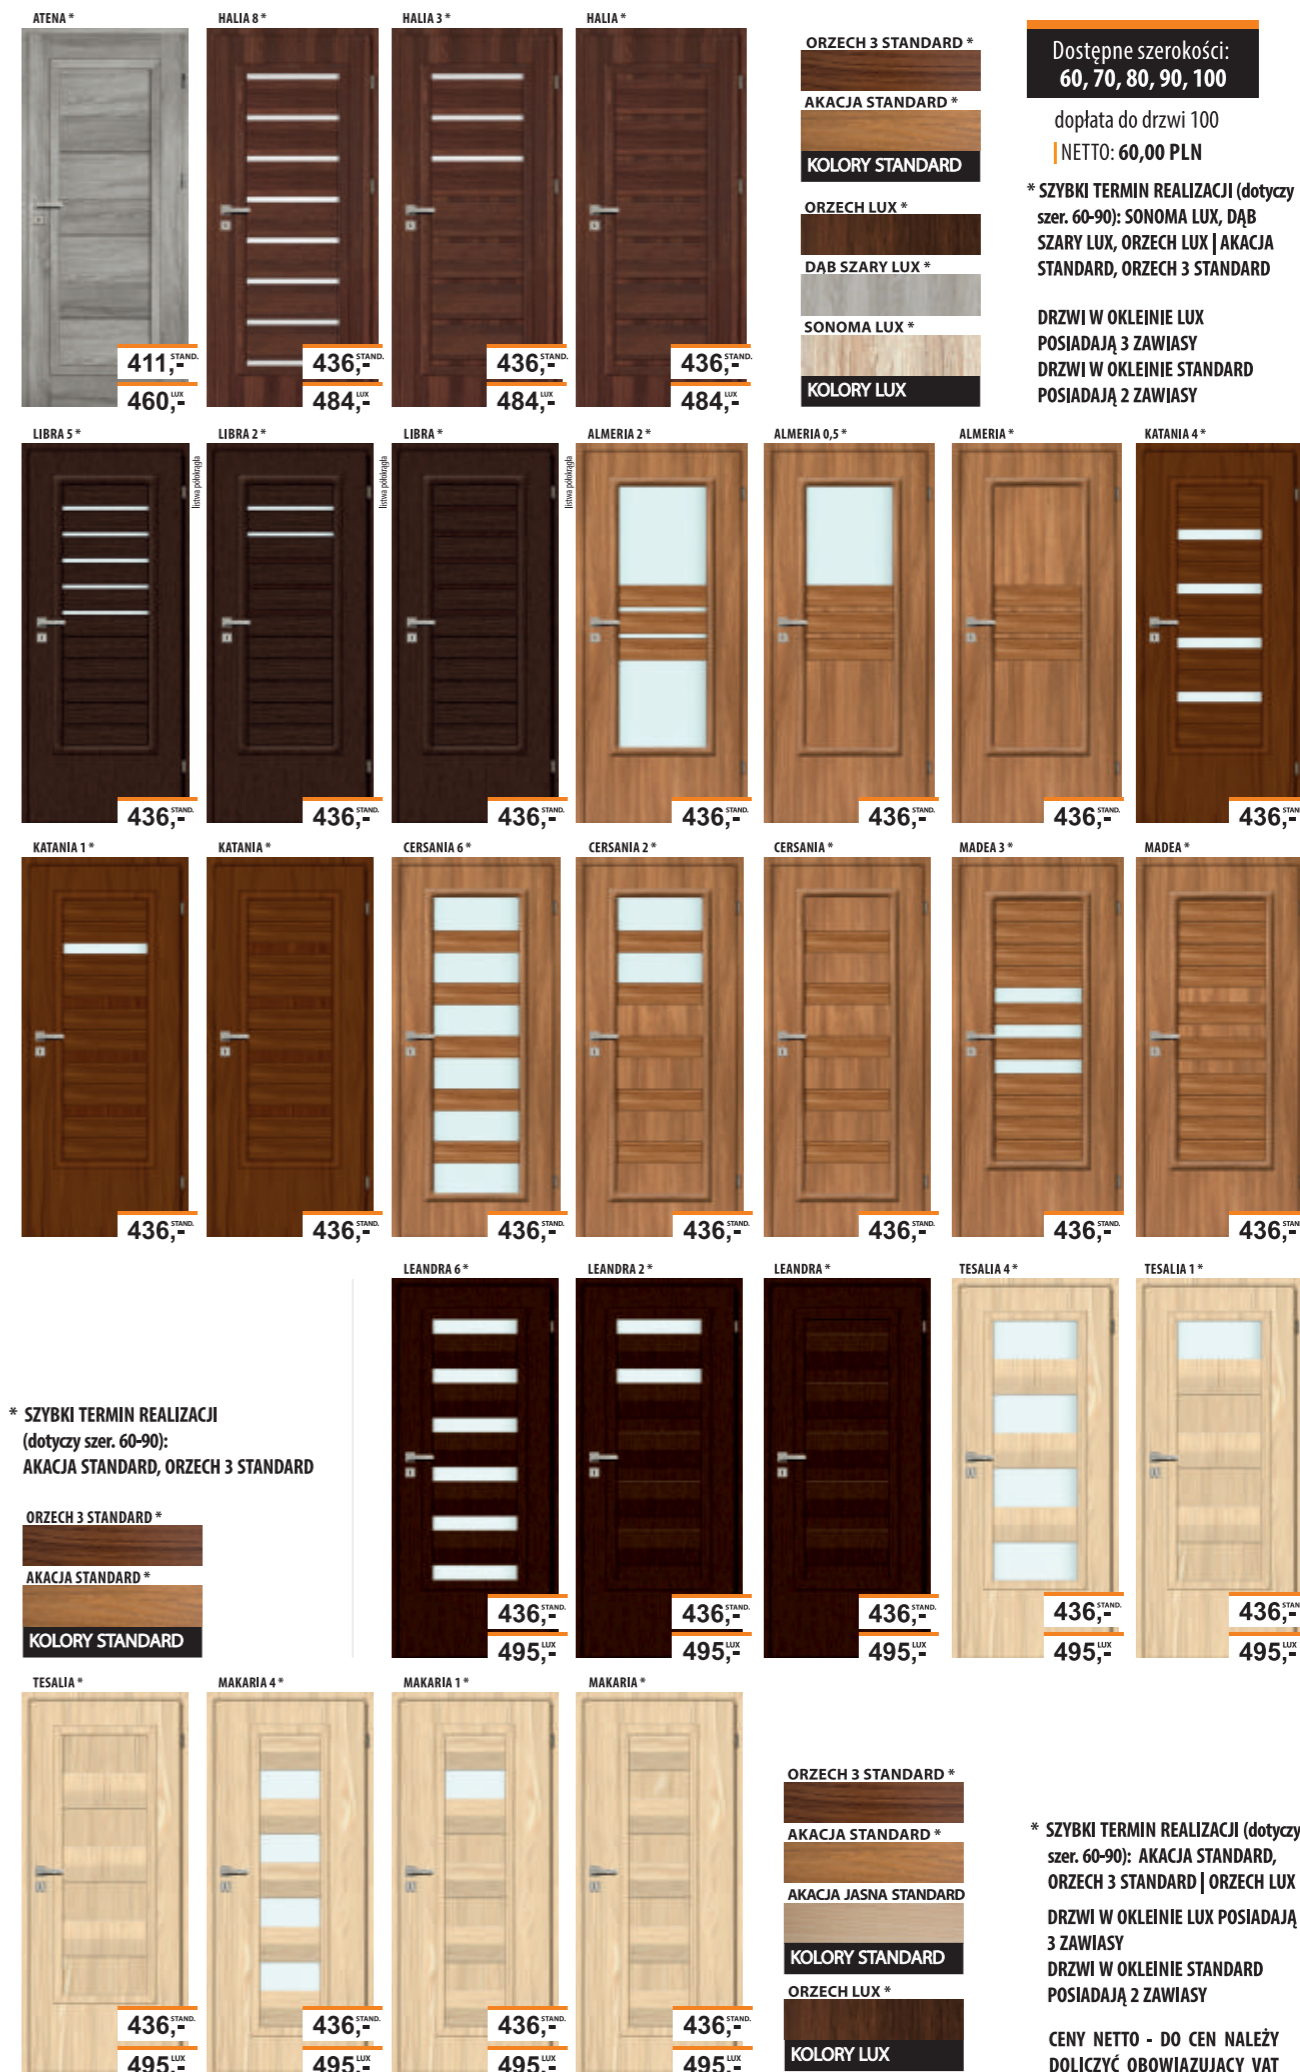 ATENA *
HALIA 8 *
HALIA 3 *
HALIA *
411,- STAND.
460,- LUX
436,- STAND.
484,- LUX
436,- STAND.
484,- LUX
436,- STAND.
484,- LUX
ORZECH 3 STANDARD *
AKACJA STANDARD *
KOLORY STANDARD
ORZECH LUX *
DĄB SZARY LUX *
SONOMA LUX *
KOLORY LUX
Dostępne szerokości:
60, 70, 80, 90, 100
dopłata do drzwi 100
NETTO: 60,00 PLN
* SZYBKI TERMIN REALIZACJI (dotyczy
szer. 60-90): SONOMA LUX, DĄB
SZARY LUX, ORZECH LUX | AKACJA
STANDARD, ORZECH 3 STANDARD
DRZWI W OKLEINIE LUX
POSIADAJĄ 3 ZAWIASY
DRZWI W OKLEINIE STANDARD
POSIADAJĄ 2 ZAWIASY
LIBRA 5 *
LIBRA 2 *
LIBRA *
ALMERIA 2 *
ALMERIA 0,5 *
ALMERIA *
KATANIA 4 *
listwa półokrągła
listwa półokrągła
listwa półokrągła
436,- STAND.
436,- STAND.
436,- STAND.
436,- STAND.
436,- STAND.
436,- STAND.
436,- STAN
KATANIA 1 *
KATANIA *
CERSANIA 6 *
CERSANIA 2 *
CERSANIA *
MADEA 3 *
MADEA *
436,- STAND.
436,- STAND.
436,- STAND.
436,- STAND.
436,- STAND.
436,- STAND.
436,- STAN
LEANDRA 6 *
LEANDRA 2 *
LEANDRA *
TESALIA 4 *
TESALIA 1 *
* SZYBKI TERMIN REALIZACJI
(dotyczy szer. 60-90):
AKACJA STANDARD, ORZECH 3 STANDARD
ORZECH 3 STANDARD *
AKACJA STANDARD *
KOLORY STANDARD
436,- STAND.
495,- LUX
436,- STAND.
495,- LUX
436,- STAND.
495,- LUX
436,- STAND.
495,- LUX
436,- STAN
495,- LUX
TESALIA *
MAKARIA 4 *
MAKARIA 1 *
MAKARIA *
436,- STAND.
495,- LUX
436,- STAND.
495,- LUX
436,- STAND.
495,- LUX
436,- STAND.
495,- LUX
ORZECH 3 STANDARD *
AKACJA STANDARD *
AKACJA JASNA STANDARD
KOLORY STANDARD
ORZECH LUX *
KOLORY LUX
* SZYBKI TERMIN REALIZACJI (dotyczy
szer. 60-90): AKACJA STANDARD,
ORZECH 3 STANDARD | ORZECH LUX
DRZWI W OKLEINIE LUX POSIADAJĄ
3 ZAWIASY
DRZWI W OKLEINIE STANDARD
POSIADAJĄ 2 ZAWIASY
CENY NETTO - DO CEN NALEŻY
DOLICZYĆ OBOWIĄZUJĄCY VAT